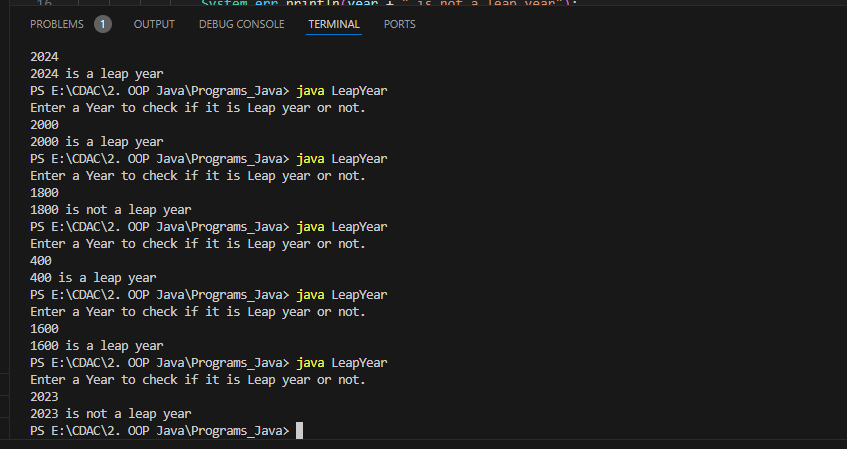 16 System.err.println(year + " is not a leap year");
PROBLEMS 1 OUTPUT DEBUG CONSOLE TERMINAL PORTS
2024
2024 is a leap year
PS E:\CDAC\2. OOP Java\Programs_Java> java LeapYear
Enter a Year to check if it is Leap year or not.
2000
2000 is a leap year
PS E:\CDAC\2. OOP Java\Programs_Java> java LeapYear
Enter a Year to check if it is Leap year or not.
1800
1800 is not a leap year
PS E:\CDAC\2. OOP Java\Programs_Java> java LeapYear
Enter a Year to check if it is Leap year or not.
400
400 is a leap year
PS E:\CDAC\2. OOP Java\Programs_Java> java LeapYear
Enter a Year to check if it is Leap year or not.
1600
1600 is a leap year
PS E:\CDAC\2. OOP Java\Programs_Java> java LeapYear
Enter a Year to check if it is Leap year or not.
2023
2023 is not a leap year
PS E:\CDAC\2. OOP Java\Programs_Java>